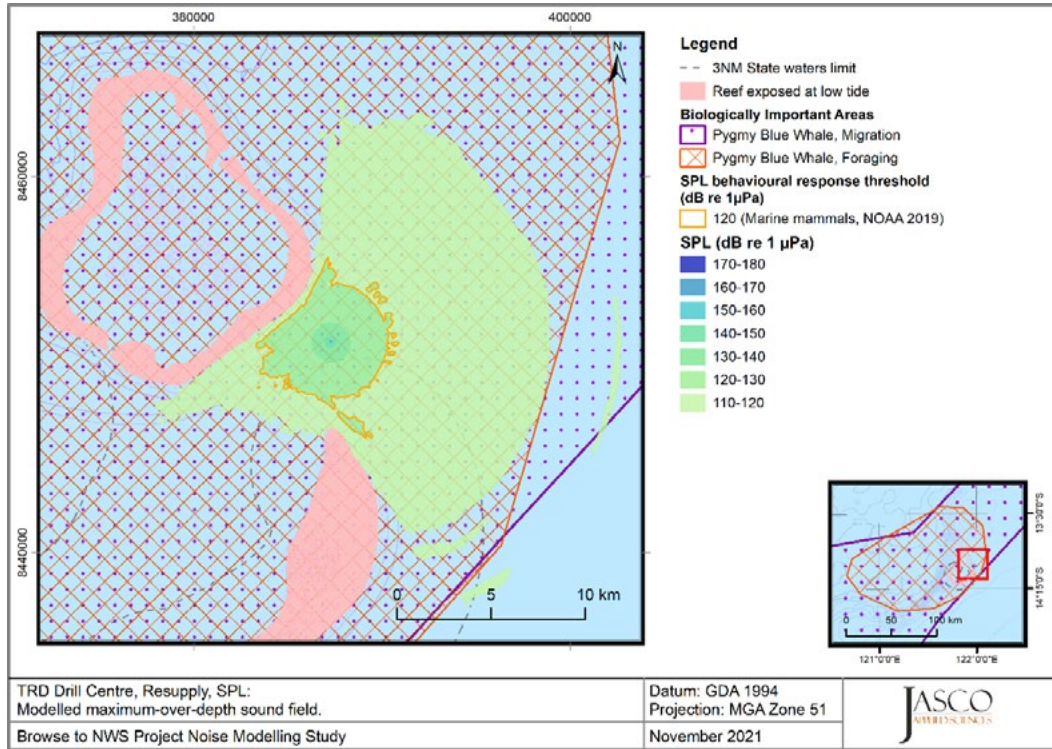 380000
400000
8460000
8440000
N
0 5 10 km
Legend
3NM State waters limit
Reef exposed at low tide
Biologically Important Areas
Pygmy Blue Whale, Migration
Pygmy Blue Whale, Foraging
SPL behavioural response threshold
(dB re 1µPa)
120 (Marine mammals, NOAA 2019)
SPL (dB re 1 µPa)
170-180
160-170
150-160
140-150
130-140
120-130
110-120
13°30'0"S
14°15'0"S
0 50 100 km
121°0'0"E
122°0'0"E
TRD Drill Centre, Resupply, SPL:
Modelled maximum-over-depth sound field.
Browse to NWS Project Noise Modelling Study
Datum: GDA 1994
Projection: MGA Zone 51
November 2021
JASCO
APPLIED SCIENCES